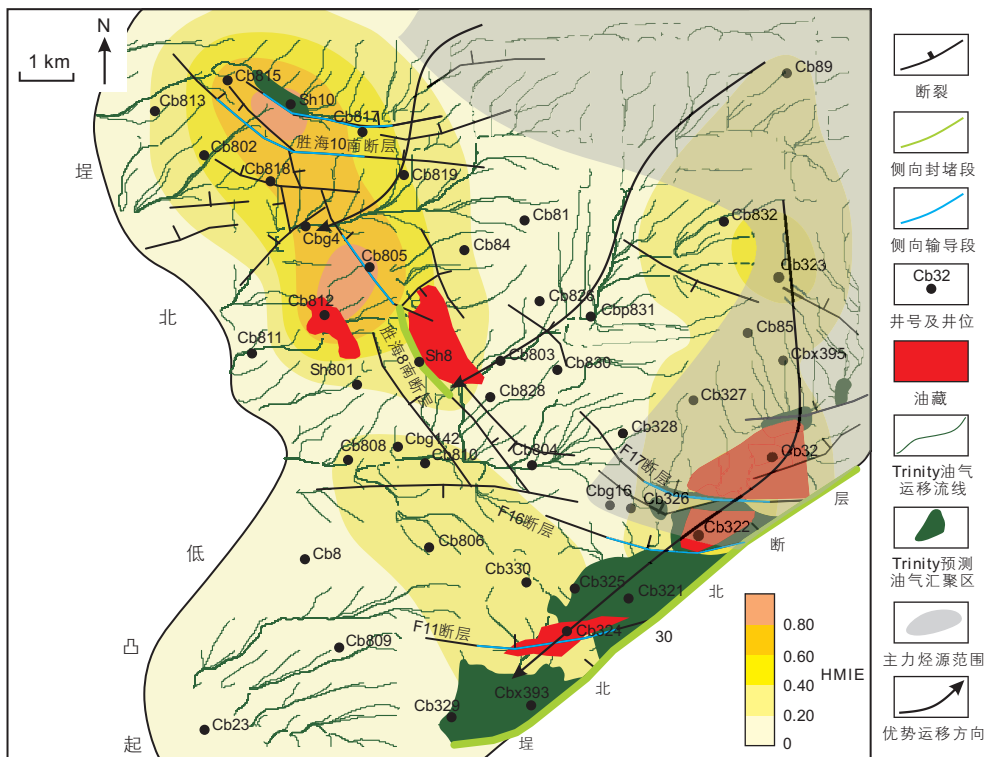 N
1 km
Cb89
Cb815
Cb813
Sh10
Cb817
胜海10南断层
Cb802
Cb818
Cb819
埕
Cbg4
Cb81
Cb832
Cb84
Cb805
Cb323
北
Cb812
Cb826
Cbp831
Cb85
Cb811
Sh8
胜海8南断层
Cb803
Cb830
Cbx395
Sh801
Cb828
Cb327
Cbg142
Cb808
Cb810
Cb804
Cb328
Cb32
F17断层
Cbg16
Cb326
层
F16断层
Cb322
断
低
Cb8
Cb806
Cb330
Cb325
Cb321
北
F11断层
Cb324
30
凸
Cb809
北
Cbx393
Cb329
Cb23
埕
起
0.80
0.60
0.40
0.20
0
HMIE
断裂
侧向封堵段
侧向输导段
Cb32
井号及井位
油藏
Trinity油气
运移流线
Trinity预测
油气汇聚区
主力烃源范围
优势运移方向